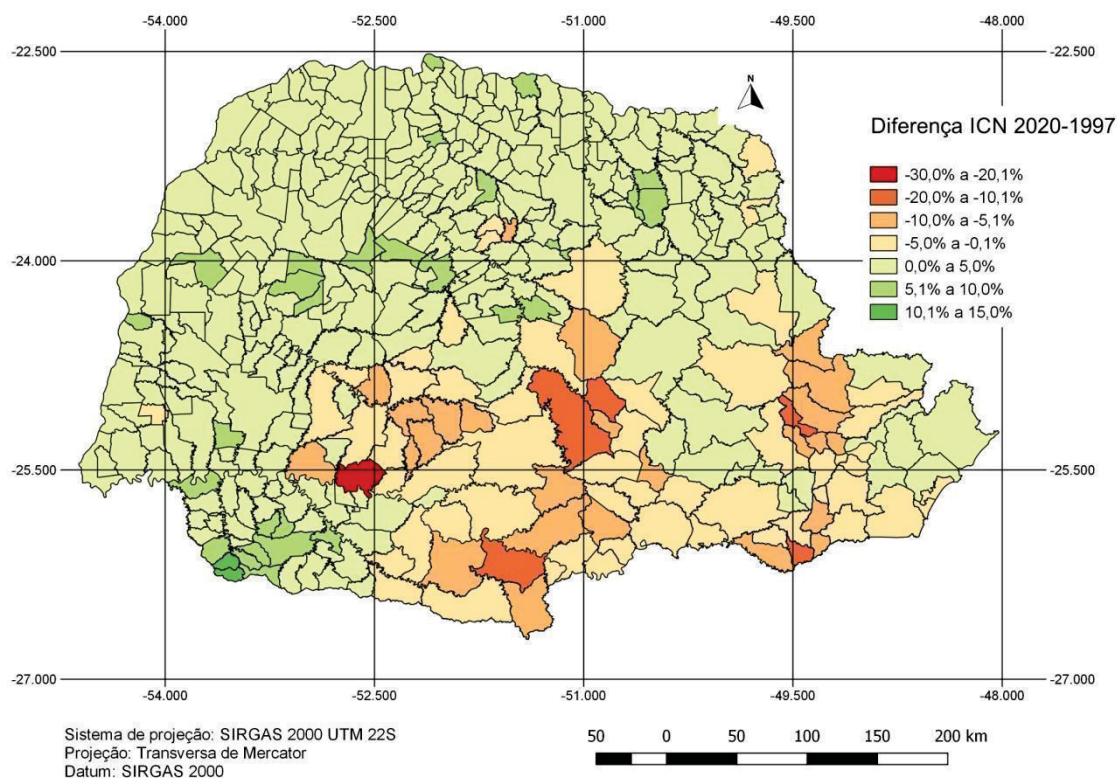 -54.000 -52.500 -51.000 -49.500 -48.000
-22.500 -22.500
N
Diferença ICN 2020-1997
-30,0% a -20,1%
-20,0% a -10,1%
-10,0% a -5,1%
-5,0% a -0,1%
0,0% a 5,0%
5,1% a 10,0%
10,1% a 15,0%
-24.000 -24.000
-25.500 -25.500
-27.000 -27.000
-54.000 -52.500 -51.000 -49.500 -48.000
Sistema de projeção: SIRGAS 2000 UTM 22S
Projeção: Transversa de Mercator
Datum: SIRGAS 2000
50 0 50 100 150 200 km